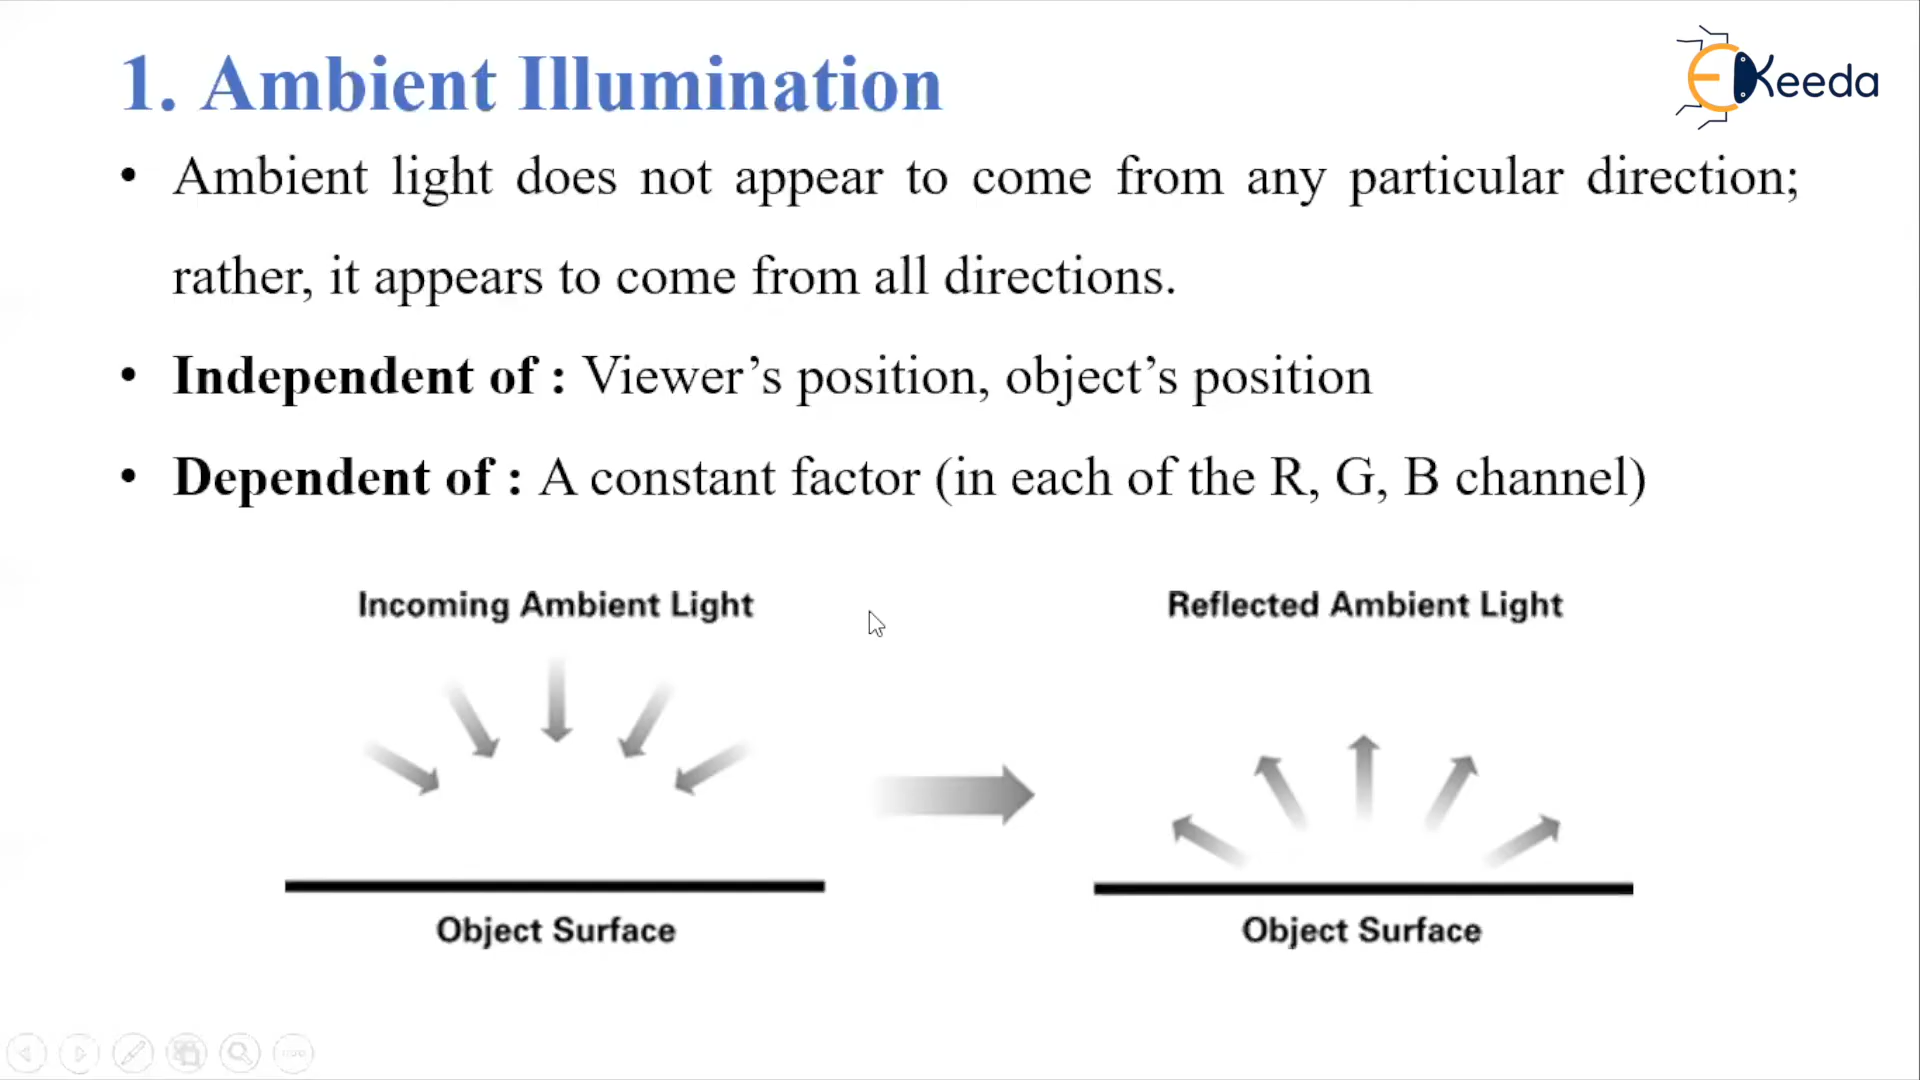 1. Ambient Illumination
EKeeda
• Ambient light does not appear to come from any particular direction;
rather, it appears to come from all directions.
• Independent of : Viewer’s position, object’s position
• Dependent of : A constant factor (in each of the R, G, B channel)
Incoming Ambient Light
Reflected Ambient Light
Object Surface
Object Surface